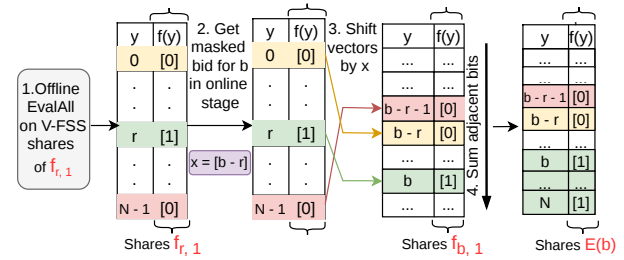 1.Offline
EvalAll
on V-FSS
shares
of f_{r, 1}
y f(y)
0 [0]
. .
. .
. .
r [1]
. .
. .
N - 1 [0]
Shares f_{r, 1}
2. Get
masked
bid for b
in online
stage
x = [b - r]
y f(y)
0 [0]
. .
. .
r [1]
. .
. .
N - 1 [0]
3. Shift
vectors
by x
y f(y)
... ...
... ...
b - r - 1 [0]
b - r [0]
... ...
b [1]
... ...
Shares f_{b, 1}
4. Sum adjacent bits
y f(y)
... ...
... ...
b - r - 1 [0]
b - r [0]
... ...
b [1]
... ...
N [1]
Shares E(b)